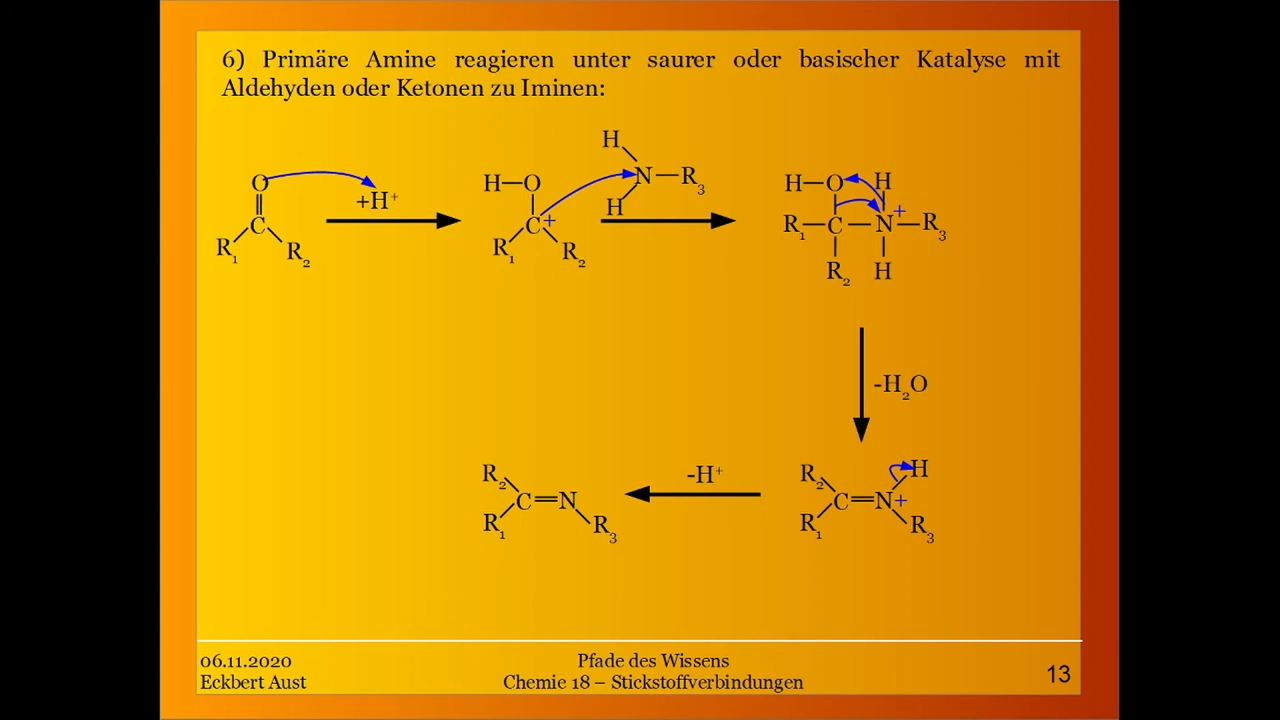 6) Primäre Amine reagieren unter saurer oder basischer Katalyse mit
Aldehyden oder Ketonen zu Iminen:
O
C
R₁
R₂
+H⁺
H–O
C+
R₁
R₂
H
N–R₃
H
H–O H
R₁–C–N+–R₃
R₂ H
-H₂O
R₂
C=N
R₁
R₃
-H⁺
R₂
C=N+
R₁
H
R₃
06.11.2020
Eckbert Aust
Pfade des Wissens
Chemie 18 – Stickstoffverbindungen
13